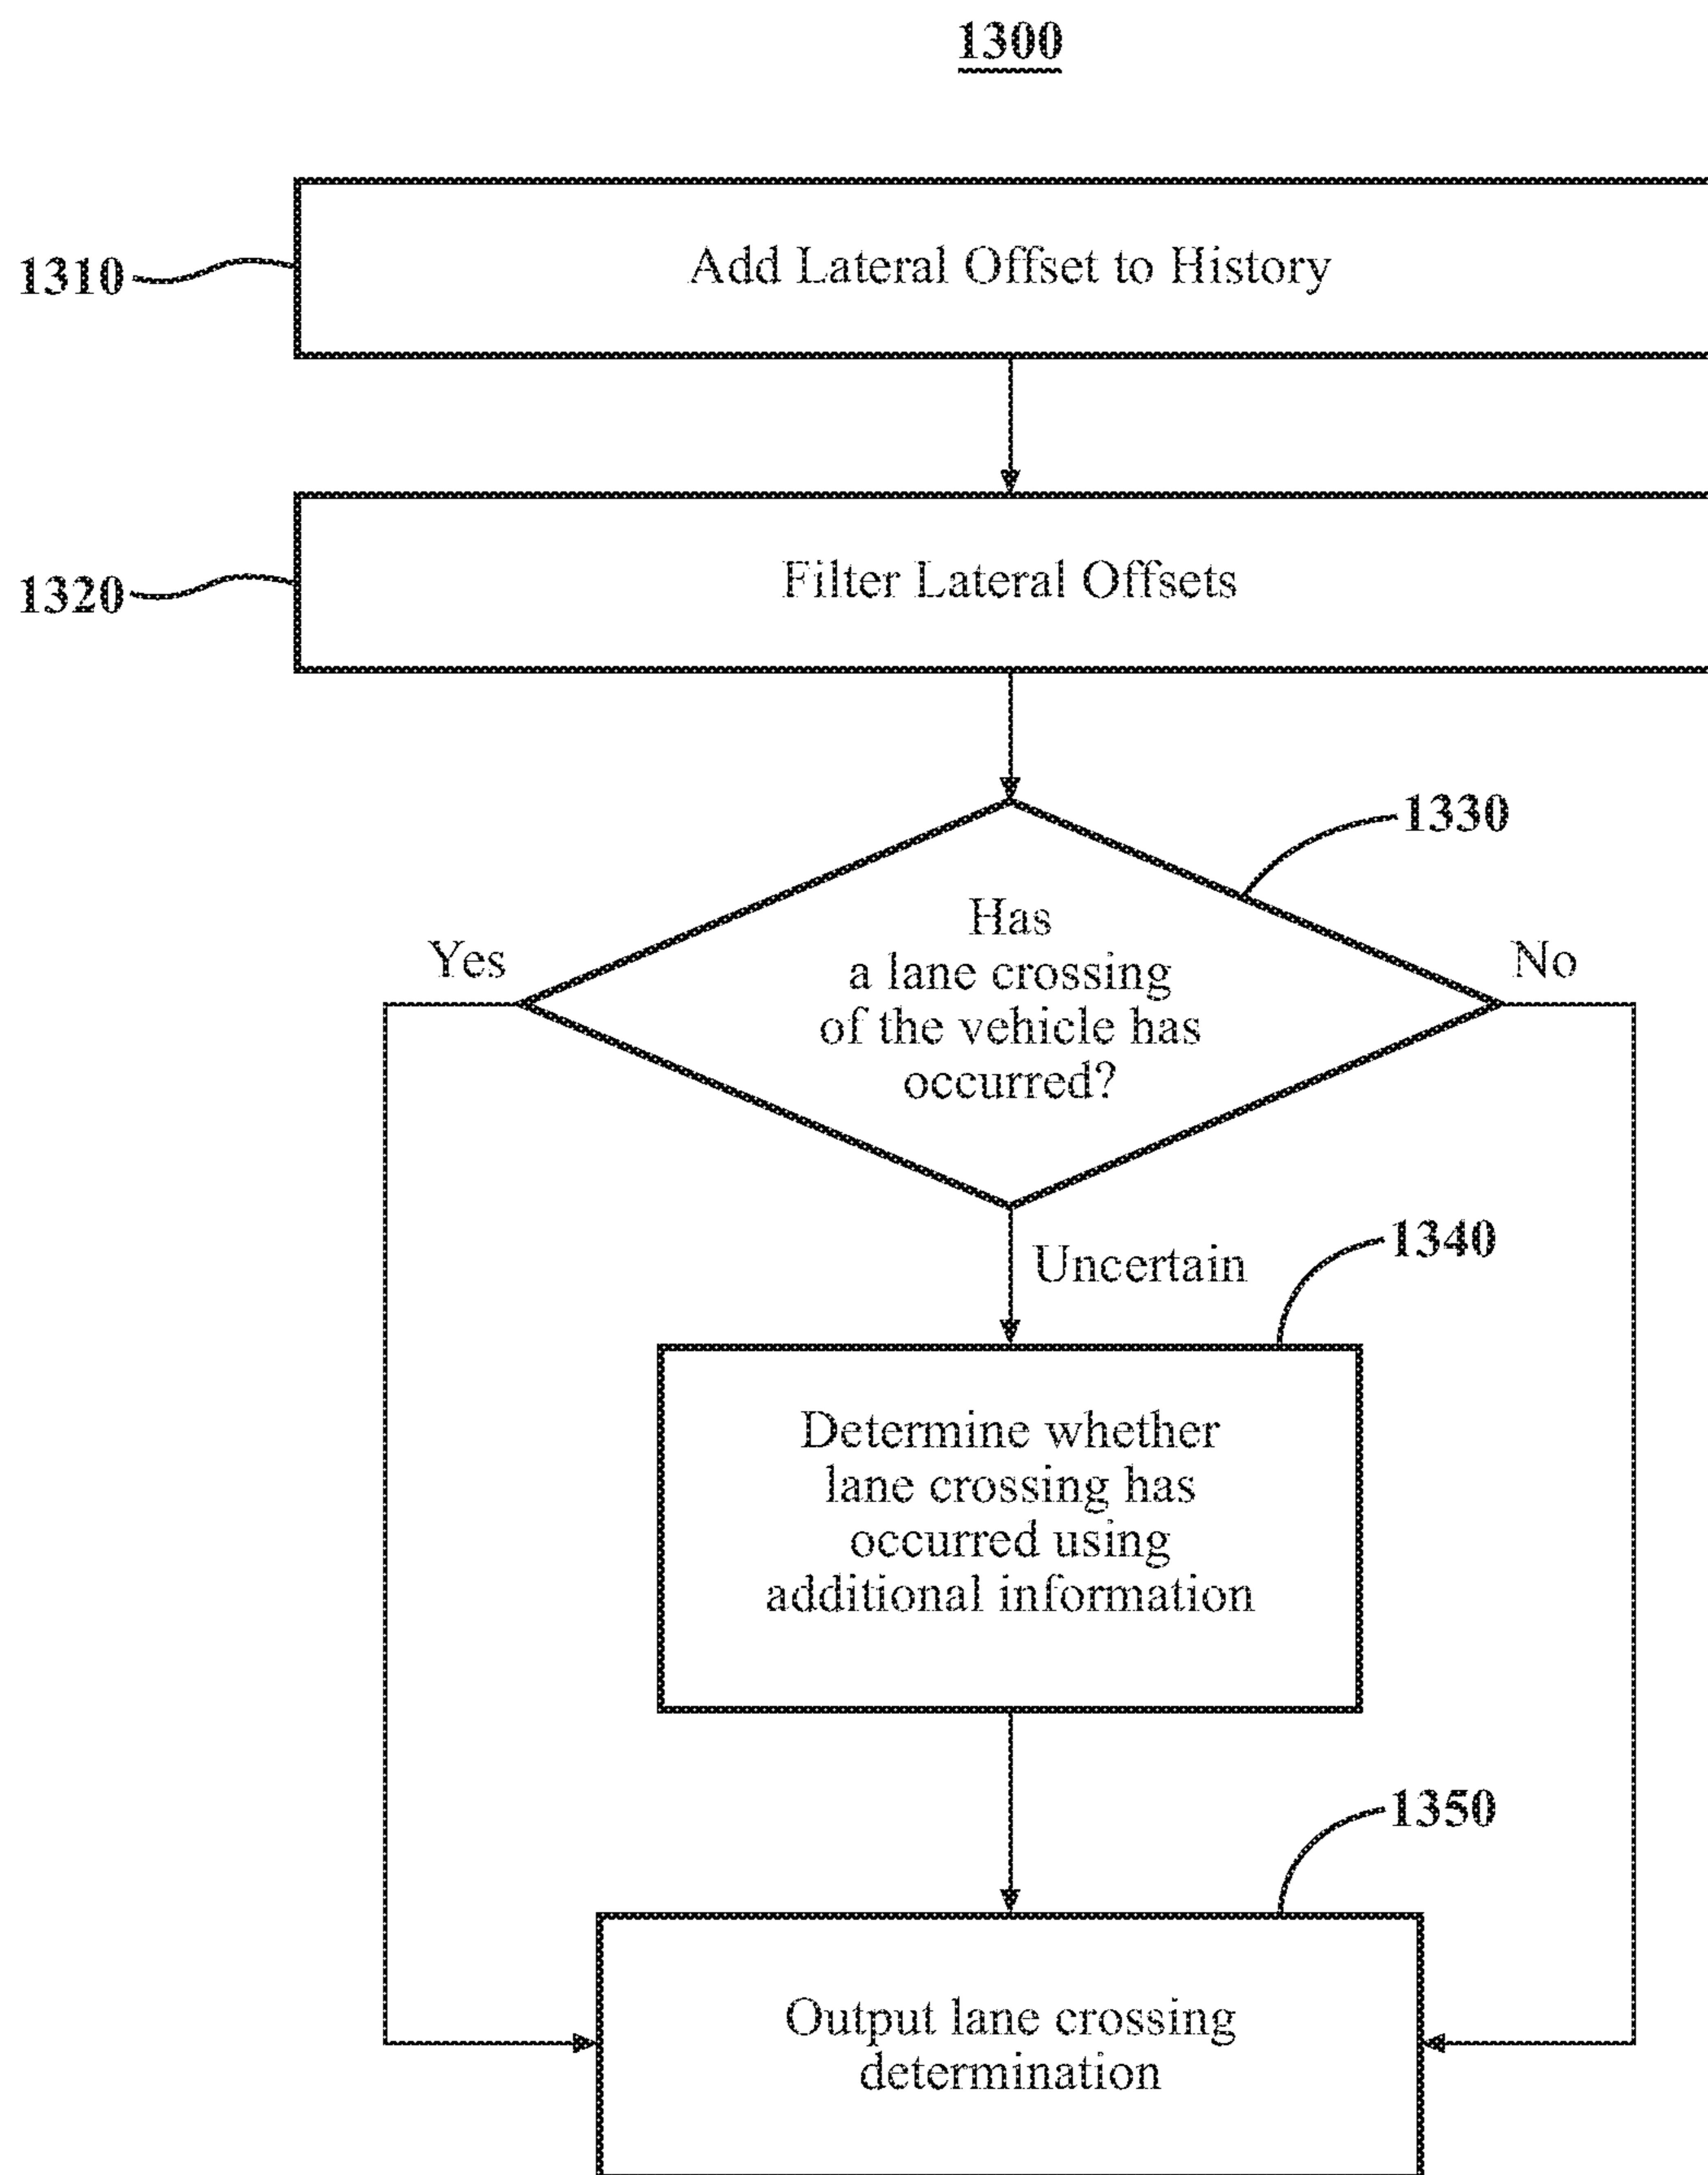 1300
Add Lateral Offset to History
1310
Filter Lateral Offsets
1320
1330
Has
a lane crossing
of the vehicle has
occurred?
Yes
No
Uncertain
1340
Determine whether
lane crossing has
occurred using
additional information
1350
Output lane crossing
determination